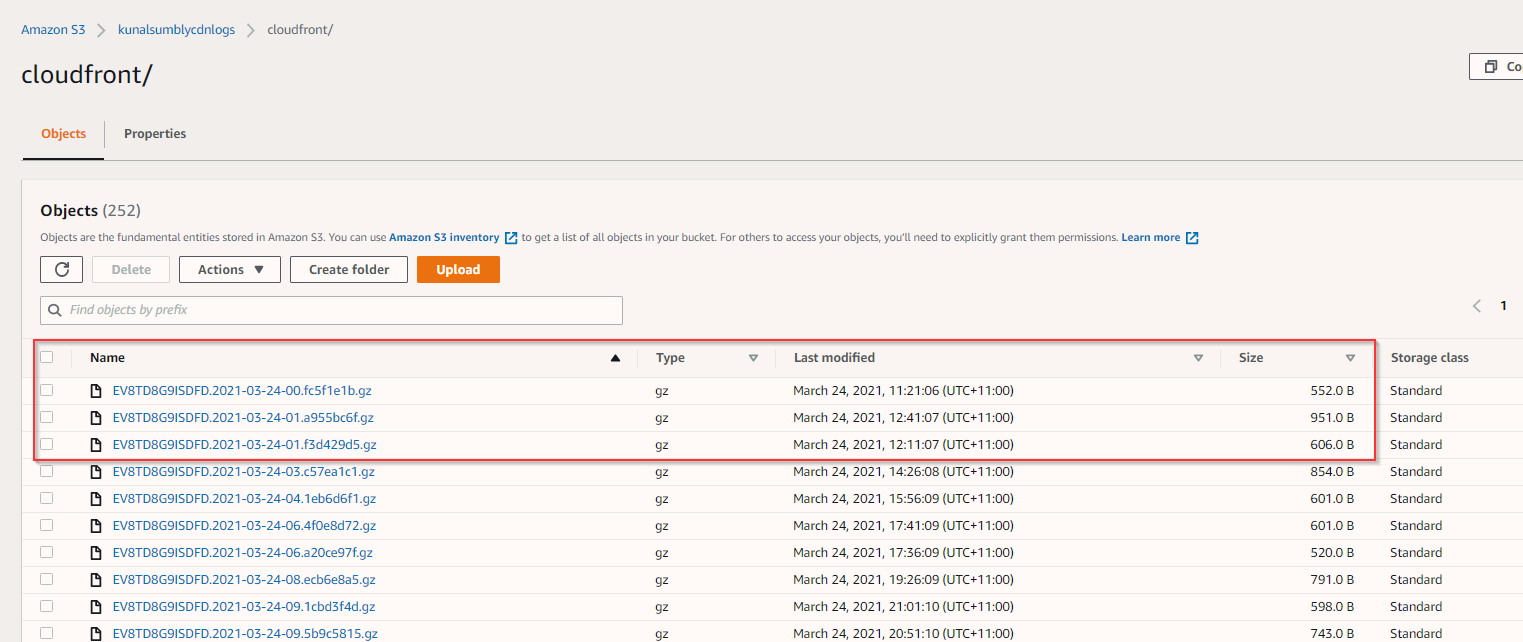 Amazon S3 > kunalsumblycdnlogs > cloudfront/
cloudfront/
Objects Properties
Objects (252)
Objects are the fundamental entities stored in Amazon S3. You can use Amazon S3 inventory to get a list of all objects in your bucket. For others to access your objects, you'll need to explicitly grant them permissions. Learn more
Delete Actions Create folder Upload
Find objects by prefix 1
Name Type Last modified Size Storage class
EV8TD8G9ISDFD.2021-03-24-00.fc5f1e1b.gz gz March 24, 2021, 11:21:06 (UTC+11:00) 552.0 B Standard
EV8TD8G9ISDFD.2021-03-24-01.a955bc6f.gz gz March 24, 2021, 12:41:07 (UTC+11:00) 951.0 B Standard
EV8TD8G9ISDFD.2021-03-24-01.f3d429d5.gz gz March 24, 2021, 12:11:07 (UTC+11:00) 606.0 B Standard
EV8TD8G9ISDFD.2021-03-24-03.c57ea1c1.gz gz March 24, 2021, 14:26:08 (UTC+11:00) 854.0 B Standard
EV8TD8G9ISDFD.2021-03-24-04.1eb6d6f1.gz gz March 24, 2021, 15:56:09 (UTC+11:00) 601.0 B Standard
EV8TD8G9ISDFD.2021-03-24-06.4f0e8d72.gz gz March 24, 2021, 17:41:09 (UTC+11:00) 601.0 B Standard
EV8TD8G9ISDFD.2021-03-24-06.a20ce97f.gz gz March 24, 2021, 17:36:09 (UTC+11:00) 520.0 B Standard
EV8TD8G9ISDFD.2021-03-24-08.ecb6e8a5.gz gz March 24, 2021, 19:26:09 (UTC+11:00) 791.0 B Standard
EV8TD8G9ISDFD.2021-03-24-09.1cbd3f4d.gz gz March 24, 2021, 21:01:10 (UTC+11:00) 598.0 B Standard
EV8TD8G9ISDFD.2021-03-24-09.5b9c5815.gz gz March 24, 2021, 20:51:10 (UTC+11:00) 743.0 B Standard